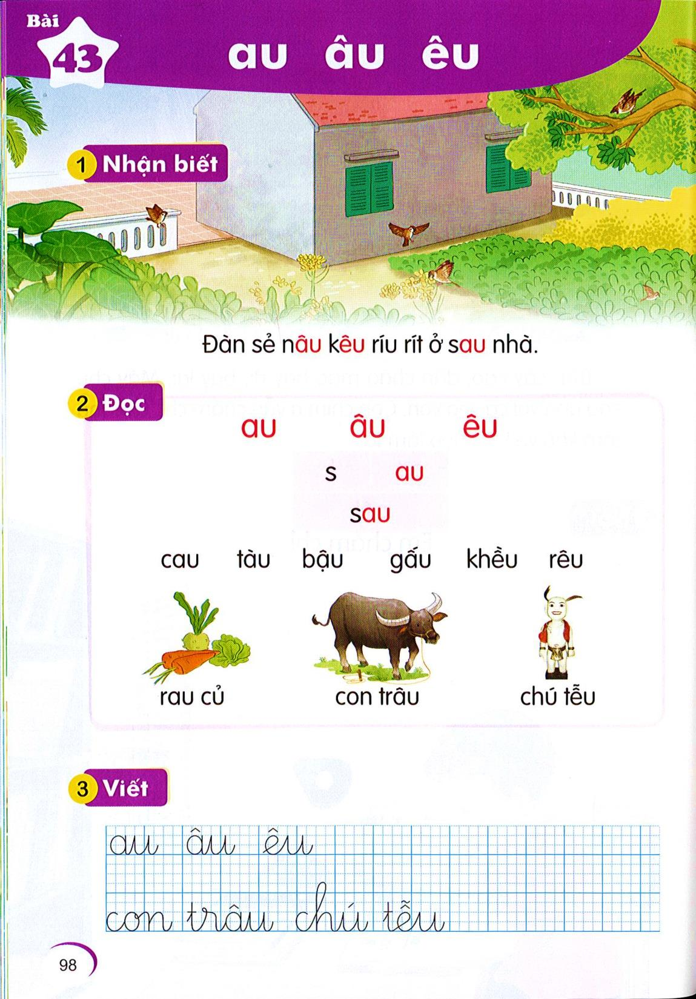 Bài
43
au âu êu
1 Nhận biết
Đàn sẻ nâu kêu ríu rít ở sau nhà.
2 Đọc
au âu êu
s au
sau
cau tàu bậu gấu khều rêu
rau củ con trâu chú tễu
3 Viết
au âu êu
con trâu chú tễu
98